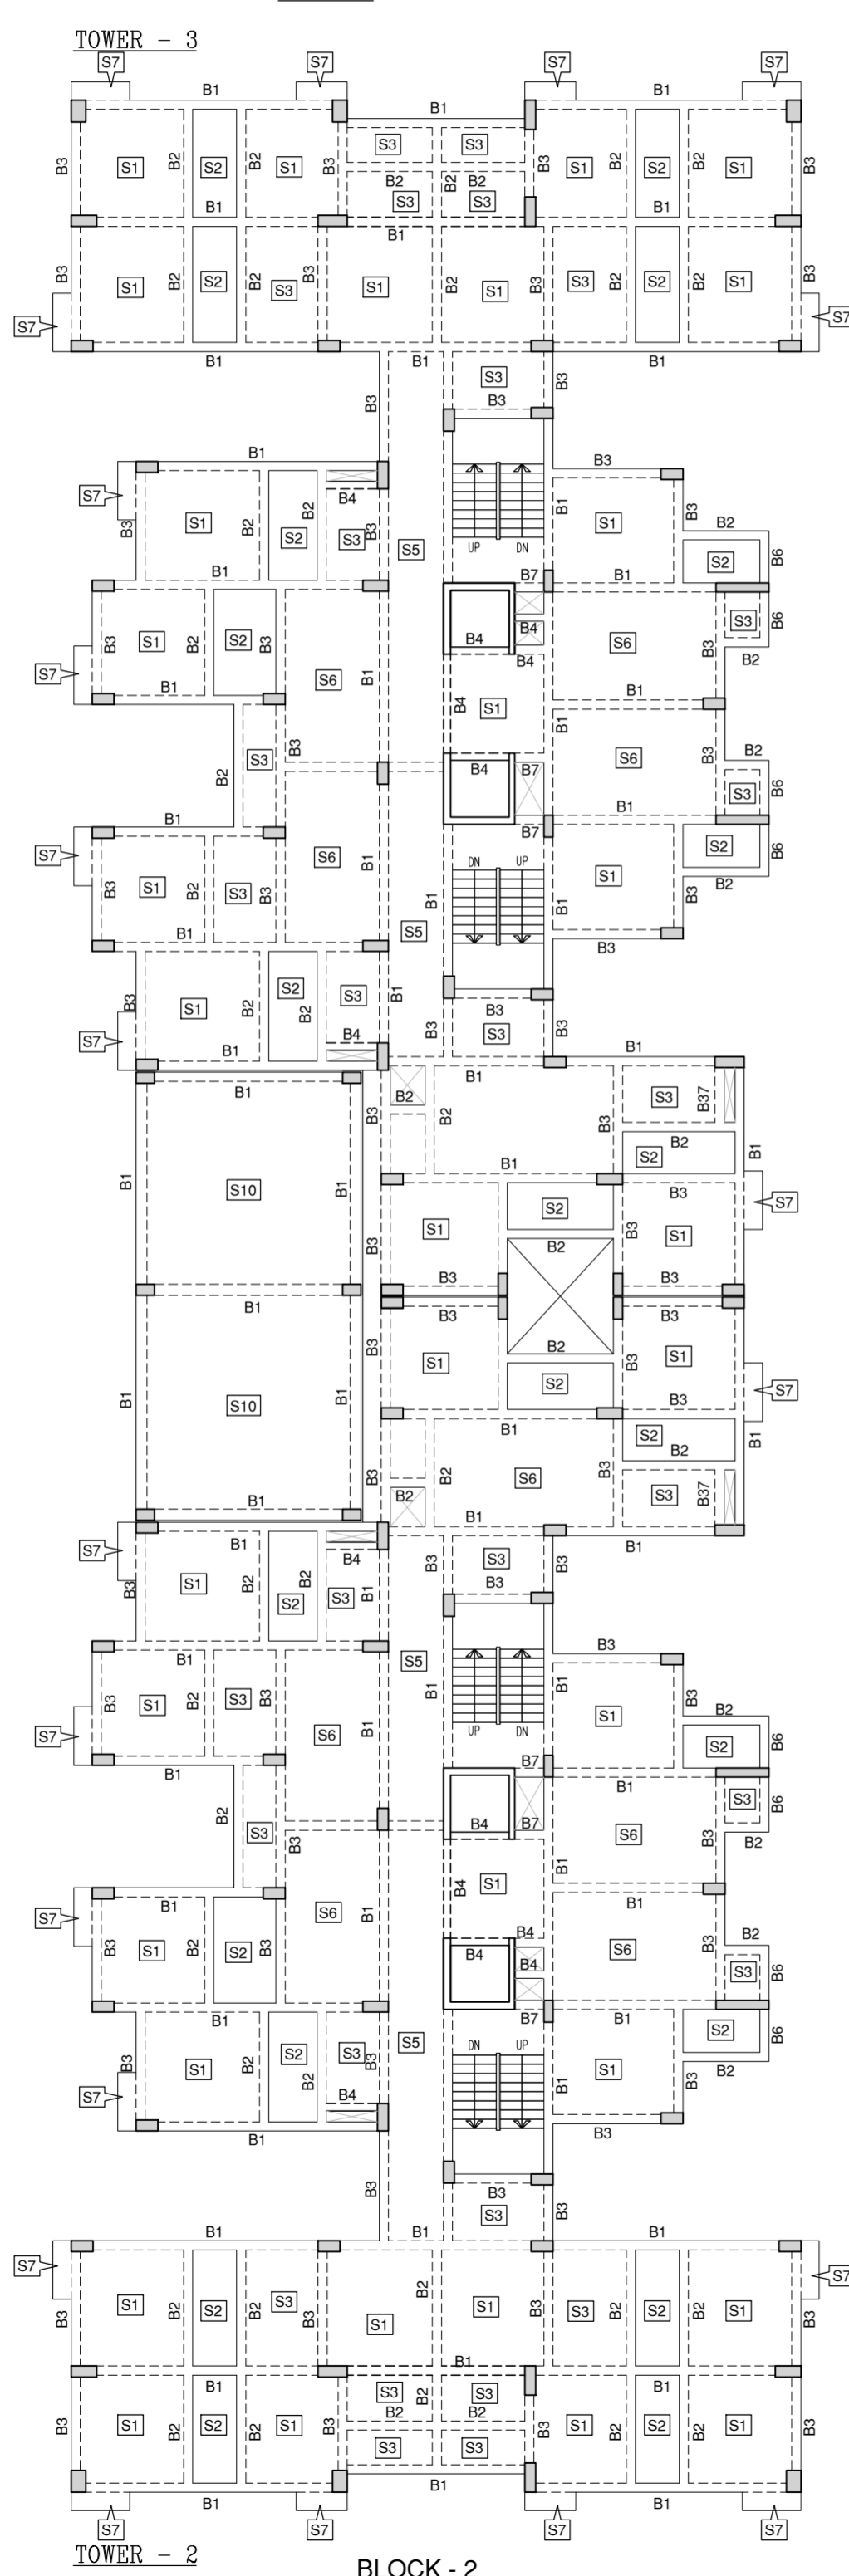 TOWER - 3
S7 S7 S7 S7
B1 B1 B1
B3 S1 B2 S2 B2 S1 S3 S3 B3 S1 B2 S2 B2 S1 B3
B2 B2 B2
S3 S3
B1 B1 B1
B3 S1 B2 S2 B2 S3 B3 S1 B2 S1 B3 S3 B2 S2 B2 S1 B3
S7 S7
B1 B1 B1
B3 S3 B3
B3
B1 B3
S7 B3 S1 B2 S2 B2 B4 S3 B3 S5 UP DN B1 S1 B3 B2
S2 B6
B1 B7 B1
B3 S1 B2 S2 B3 B4 B4 S3 B6
S7 S6 B1 B4 S6 B3 B2
B1 B4 S1 B1
B2 S3 B3 B1 S6 B3 B2
B4 B7 S3 B6
B1 B7 B1
S7 B3 S1 B2 S3 B3 S6 B1 B1 DN UP S1 S2 B6
B2
B1 S5 B1 B3
B3
B3 S1 B2 S2 B2 S3 B1 B3
S7 B1 B4 B3 S3 B3
B1
B1 B3 B2 B2 B1 B3 S3 B37
S2 B2 B1
B1 S10 B1 B1 B3
S1 S2 B3 S1 S7
B3 B2
B3 B3
B1 B3 B3
B3 B2
B1 S10 B1 S1 S2 B3 S1 S7
B3
B1 S2 B2 B1
B1 B3 B2 B2 S6 B3 S3 B37
B1 B1
S7 B3 B1 S1 B2 S2 B2 B4 S3 B1 B3 S3 B3
B3
B1 S5 B3
B3 S1 B2 S3 B3 S6 B1 B1 UP DN B1 S1 B3 B2
S7 S2 B6
B1 B7 B1
B2 S3 B3 B4 B7 S6 B3 S3 B6
B2
B4 S1 B1
S7 B3 B1 S1 B2 S2 B3 S6 B1 B4 B1 S6 B3 B2
B4 B4 S3 B6
B1 B7 B1
B3 S1 B2 S2 B2 S3 B3 S5 DN UP B1 S1 S2 B6
S7 B4 B3 B2
B1 B3
B3 B3 S3 B3
B1 B1 B1
S7 S7
B3 S1 B2 S2 B2 S3 B3 S1 B2 S1 B3 S3 B2 S2 B2 S1 B3
B1 B1 B1
S3 B2 S3
B2 B2
B3 S1 B2 S2 B2 S1 B3 S3 S3 B3 S1 B2 S2 B2 S1 B3
B1 B1 B1
S7 S7 S7 S7
TOWER - 2
BLOCK - 2